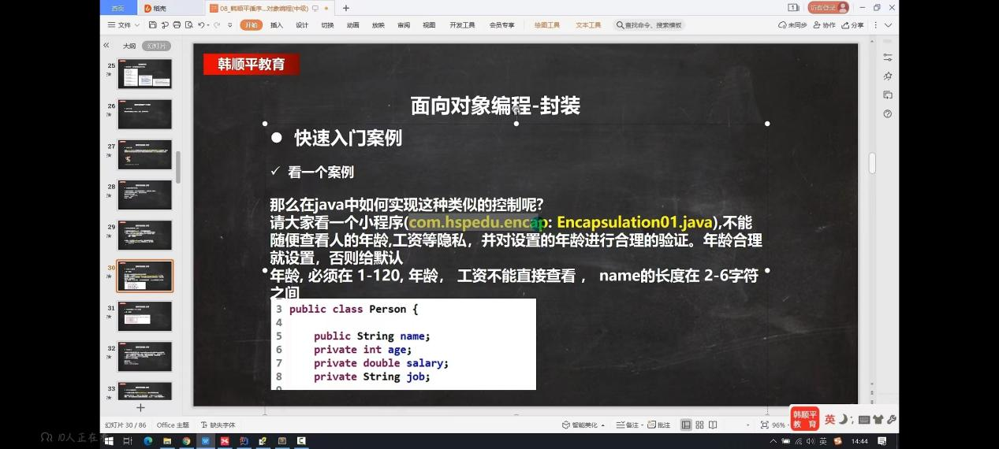 首页
稻壳
08_韩顺平循序...对象编程(中级)
+
1
访客登录
文件
开始
插入
设计
切换
动画
放映
审阅
视图
开发工具
会员专享
绘图工具
文本工具
查找命令、搜索模板
未同步
协作
分享
大纲
幻灯片
25
26
27
28
29
30
31
32
33
韩顺平教育
面向对象编程-封装
● 快速入门案例
✓ 看一个案例
那么在java中如何实现这种类似的控制呢?
请大家看一个小程序(com.hspedu.encap: Encapsulation01.java),不能
随便查看人的年龄,工资等隐私，并对设置的年龄进行合理的验证。年龄合理
就设置，否则给默认
年龄, 必须在 1-120, 年龄， 工资不能直接查看 ， name的长度在 2-6字符
之间
3 public class Person {
4
5 public String name;
6 private int age;
7 private double salary;
8 private String job;
9
韩顺平
教 育
英
幻灯片 30 / 86
Office 主题
缺失字体
智能美化
备注
批注
96%
10人正在看
英
14:44